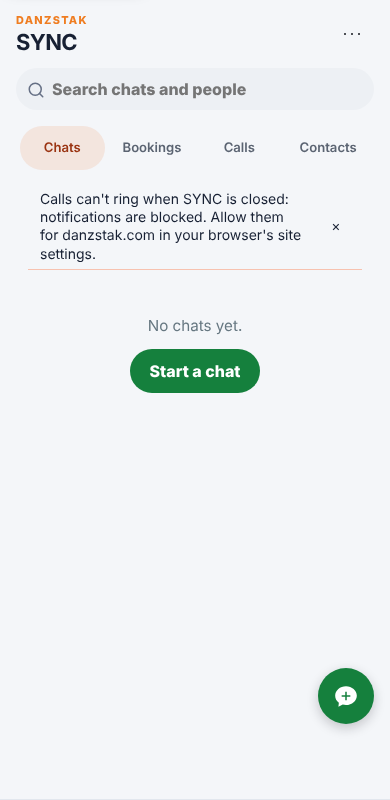 DANZSTAK
SYNC
...
Search chats and people
Chats
Bookings
Calls
Contacts
Calls can't ring when SYNC is closed:
notifications are blocked. Allow them
for danzstak.com in your browser's site
settings.
×
No chats yet.
Start a chat